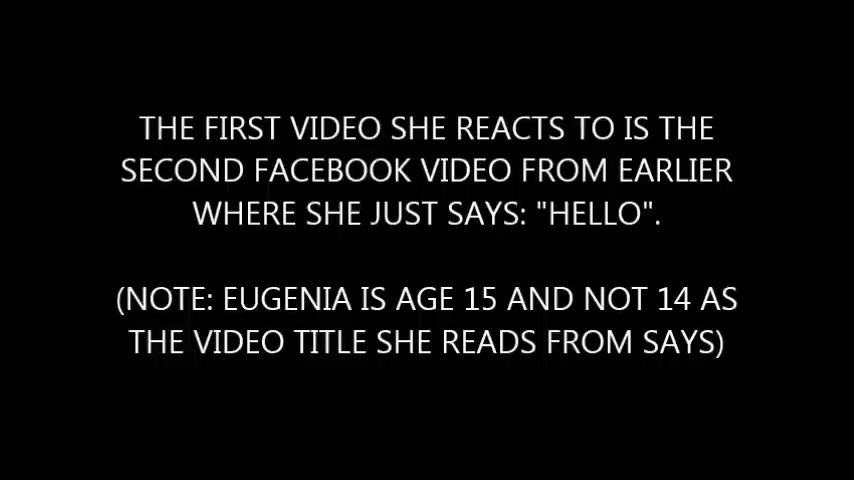 THE FIRST VIDEO SHE REACTS TO IS THE
SECOND FACEBOOK VIDEO FROM EARLIER
WHERE SHE JUST SAYS: "HELLO".
(NOTE: EUGENIA IS AGE 15 AND NOT 14 AS
THE VIDEO TITLE SHE READS FROM SAYS)